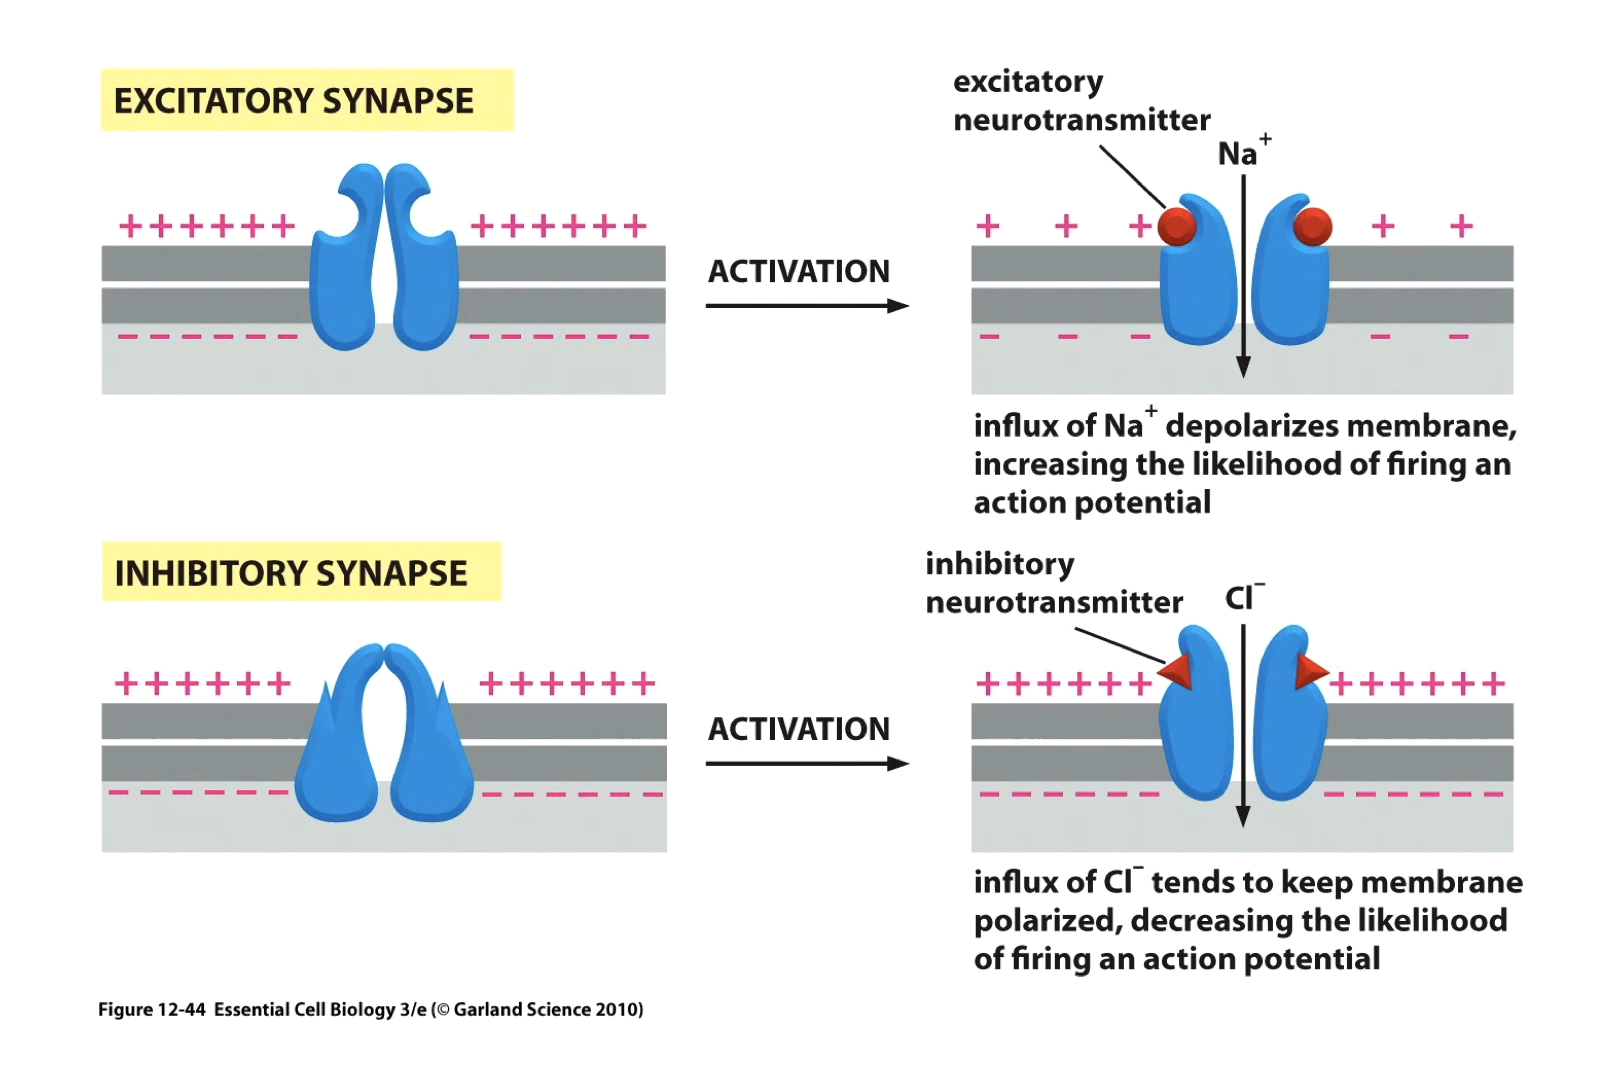 EXCITATORY SYNAPSE
excitatory
neurotransmitter
Na⁺
+ + + + + + + + + + + +
+ + + + +
ACTIVATION
− − − − − − − − − − − −
− − − − −
influx of Na⁺ depolarizes membrane,
increasing the likelihood of firing an
action potential
INHIBITORY SYNAPSE
inhibitory
neurotransmitter
Cl⁻
+ + + + + + + + + + + +
+ + + + + + + + + + + +
ACTIVATION
− − − − − − − − − − − −
− − − − − − − − − − − −
influx of Cl⁻ tends to keep membrane
polarized, decreasing the likelihood
of firing an action potential
Figure 12-44 Essential Cell Biology 3/e (© Garland Science 2010)